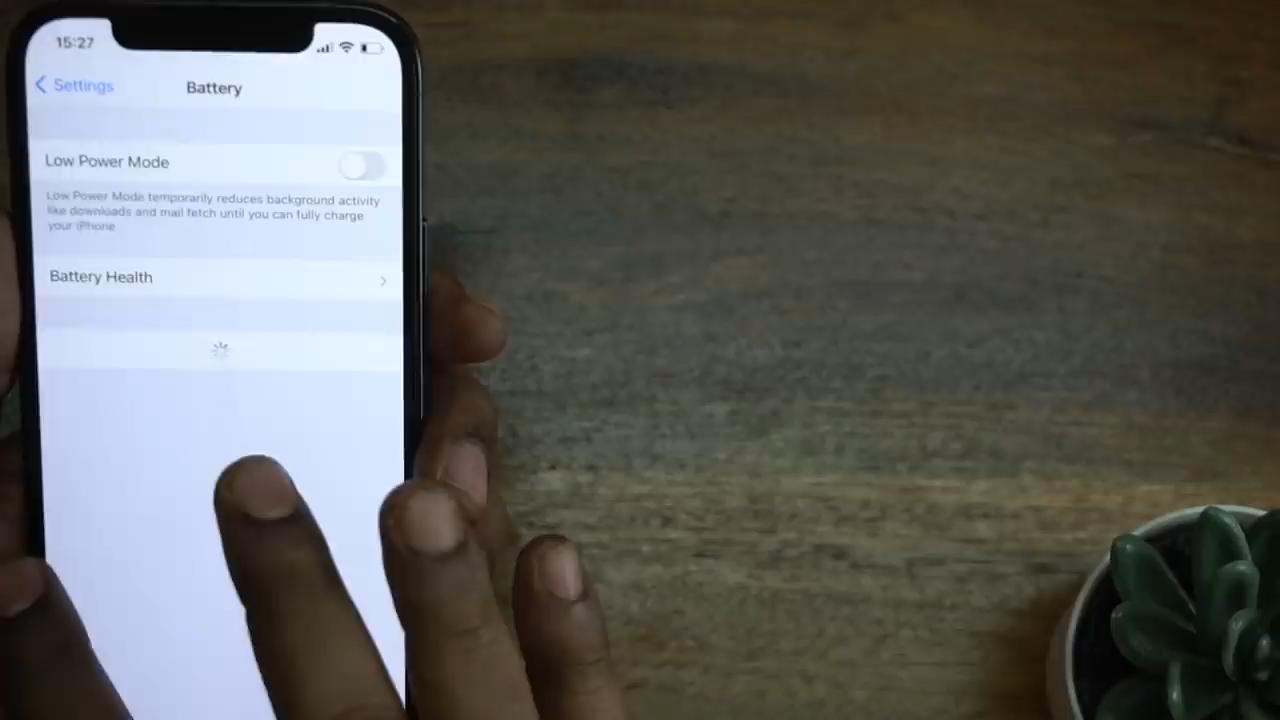 15:27
Settings
Battery
Low Power Mode
Low Power Mode temporarily reduces background activity
like downloads and mail fetch until you can fully charge
your iPhone
Battery Health